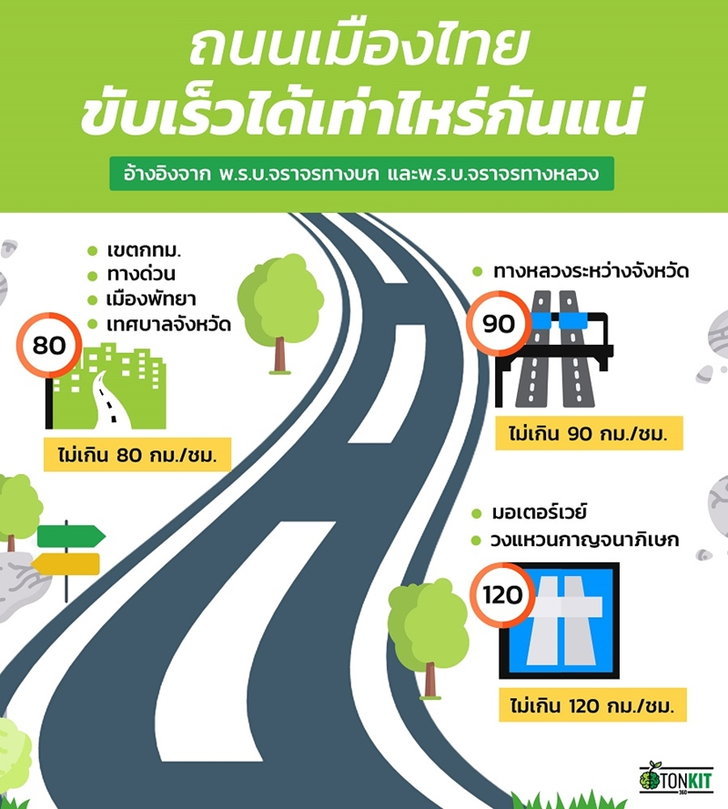 ถนนเมืองไทย
ขับเร็วได้เท่าไหร่กันแน่
อ้างอิงจาก พ.ร.บ.จราจรทางบก และพ.ร.บ.จราจรทางหลวง
เขตกทม.
ทางด่วน
เมืองพัทยา
เทศบาลจังหวัด
80
ไม่เกิน 80 กม./ชม.
ทางหลวงระหว่างจังหวัด
90
ไม่เกิน 90 กม./ชม.
มอเตอร์เวย์
วงแหวนกาญจนาภิเษก
120
ไม่เกิน 120 กม./ชม.
TONKIT
360